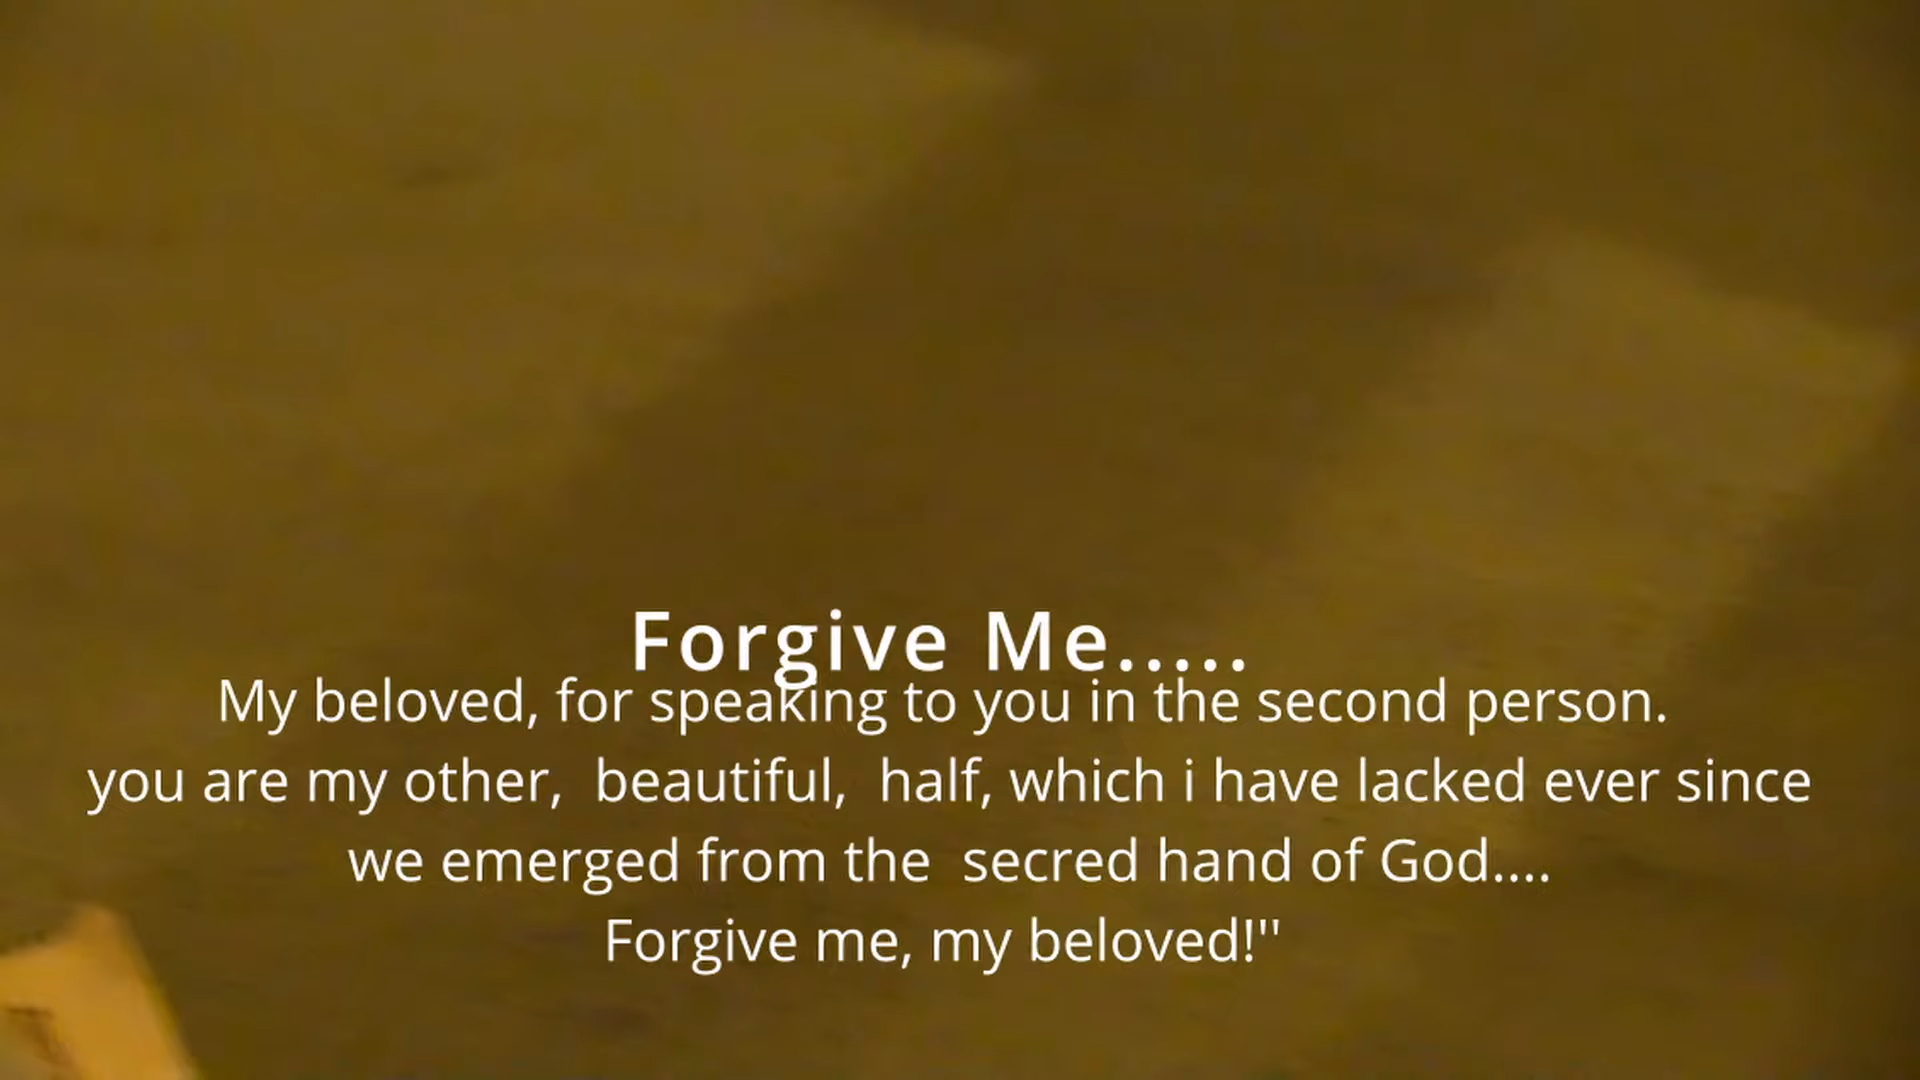 Forgive Me.....
My beloved, for speaking to you in the second person.
you are my other,  beautiful,  half, which i have lacked ever since
we emerged from the  secred hand of God....
Forgive me, my beloved!"